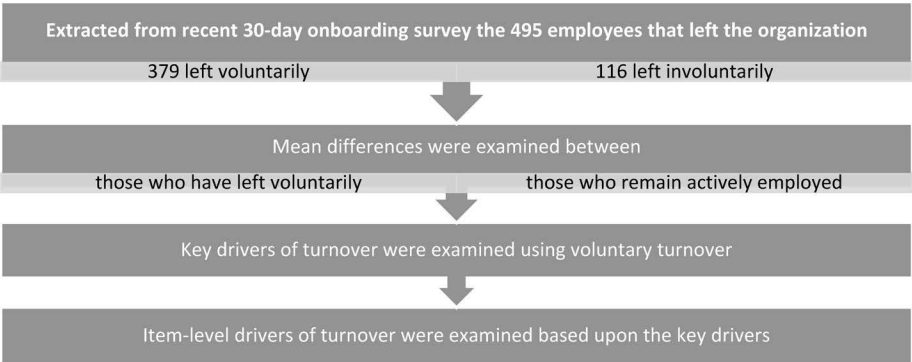 Extracted from recent 30-day onboarding survey the 495 employees that left the organization
379 left voluntarily
116 left involuntarily
Mean differences were examined between
those who have left voluntarily
those who remain actively employed
Key drivers of turnover were examined using voluntary turnover
Item-level drivers of turnover were examined based upon the key drivers